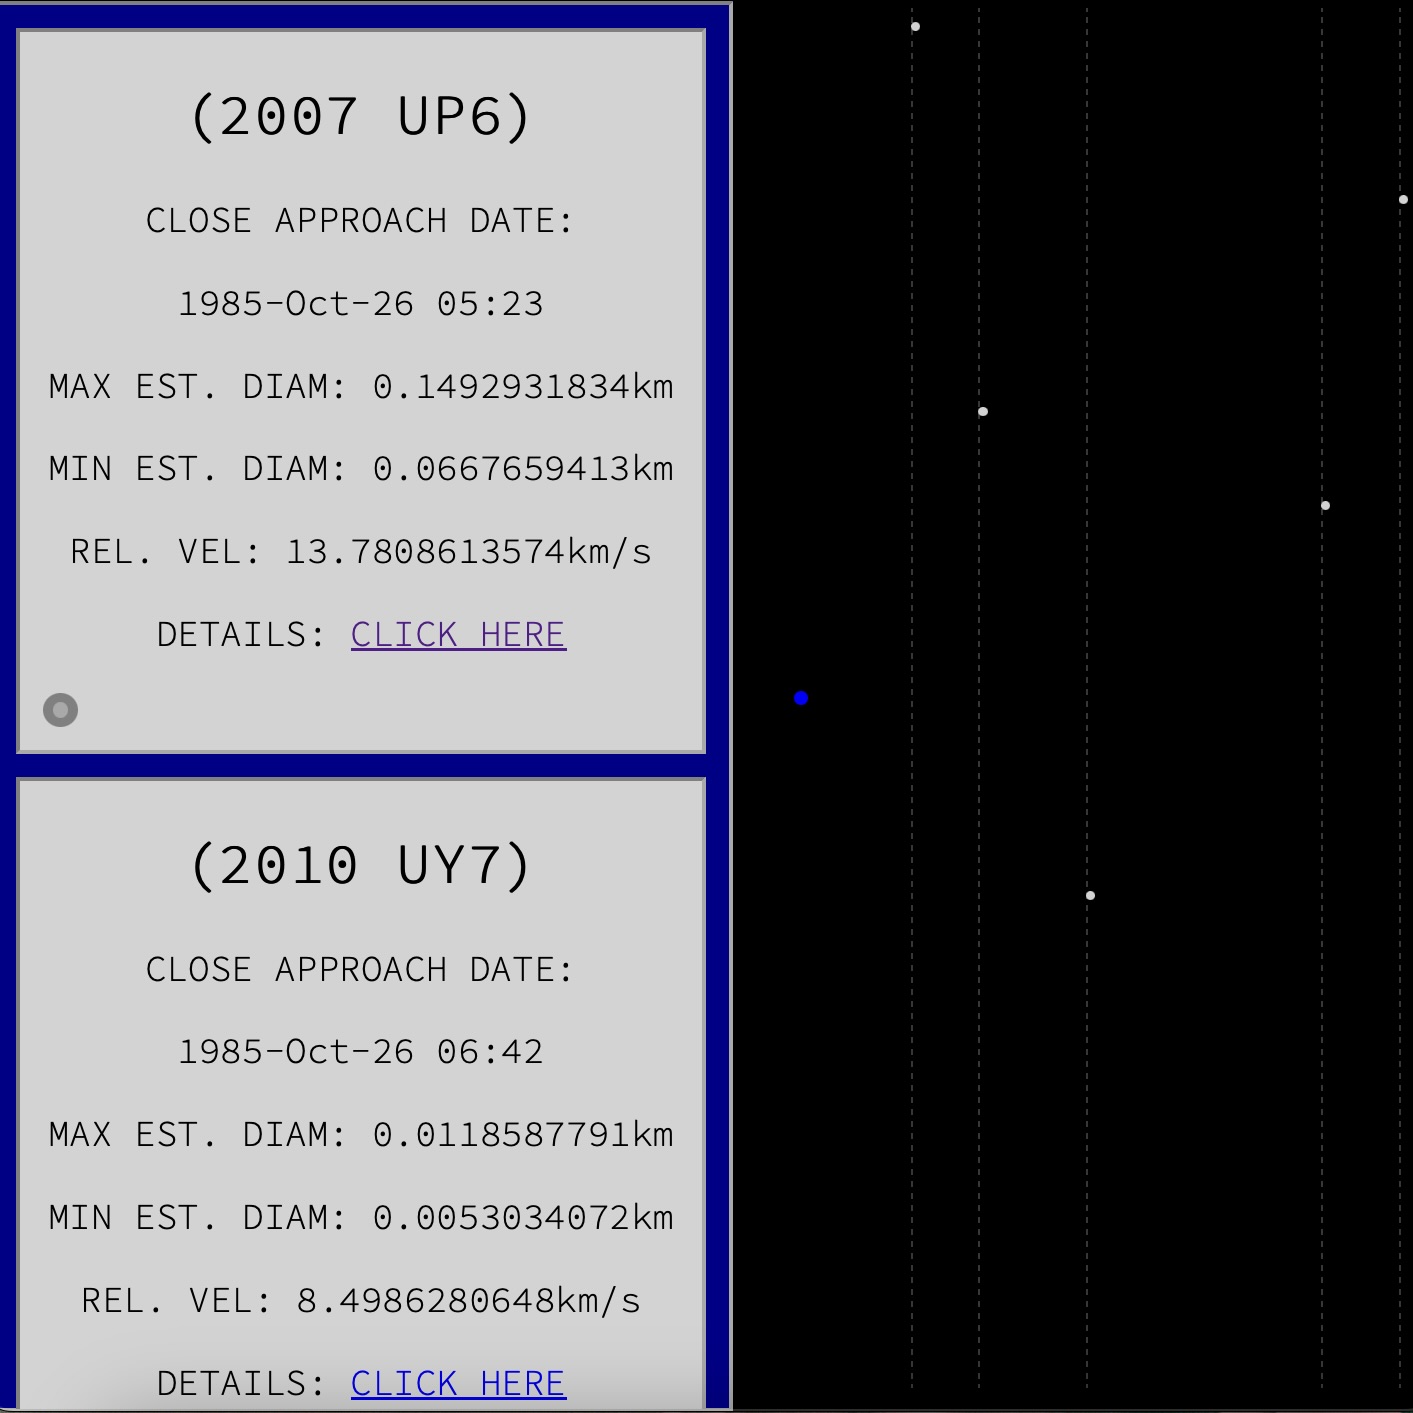 (2007 UP6)
CLOSE APPROACH DATE:
1985-Oct-26 05:23
MAX EST. DIAM: 0.1492931834km
MIN EST. DIAM: 0.0667659413km
REL. VEL: 13.7808613574km/s
DETAILS: CLICK HERE
(2010 UY7)
CLOSE APPROACH DATE:
1985-Oct-26 06:42
MAX EST. DIAM: 0.0118587791km
MIN EST. DIAM: 0.0053034072km
REL. VEL: 8.4986280648km/s
DETAILS: CLICK HERE